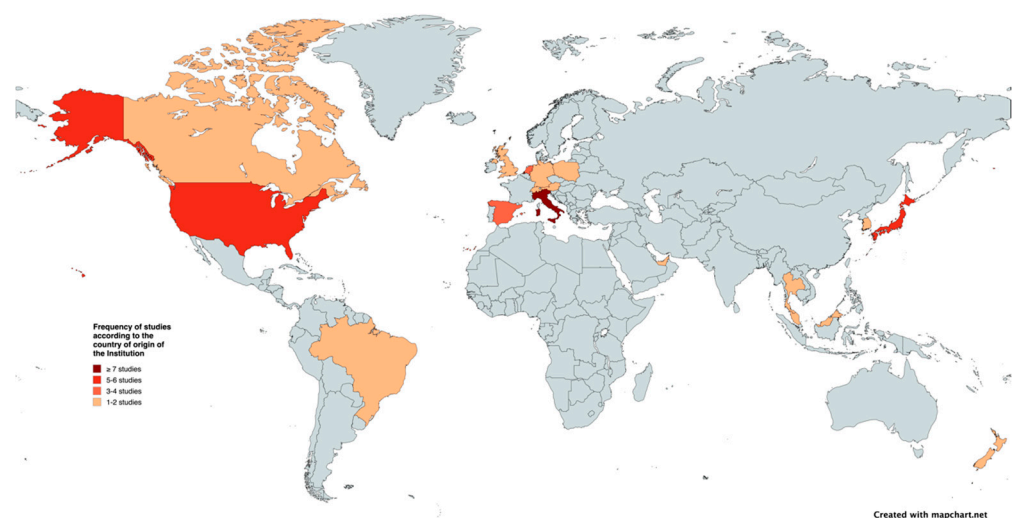 Frequency of studies
according to the
country of origin of
the Institution
≥ 7 studies
5-6 studies
3-4 studies
1-2 studies
Created with mapchart.net